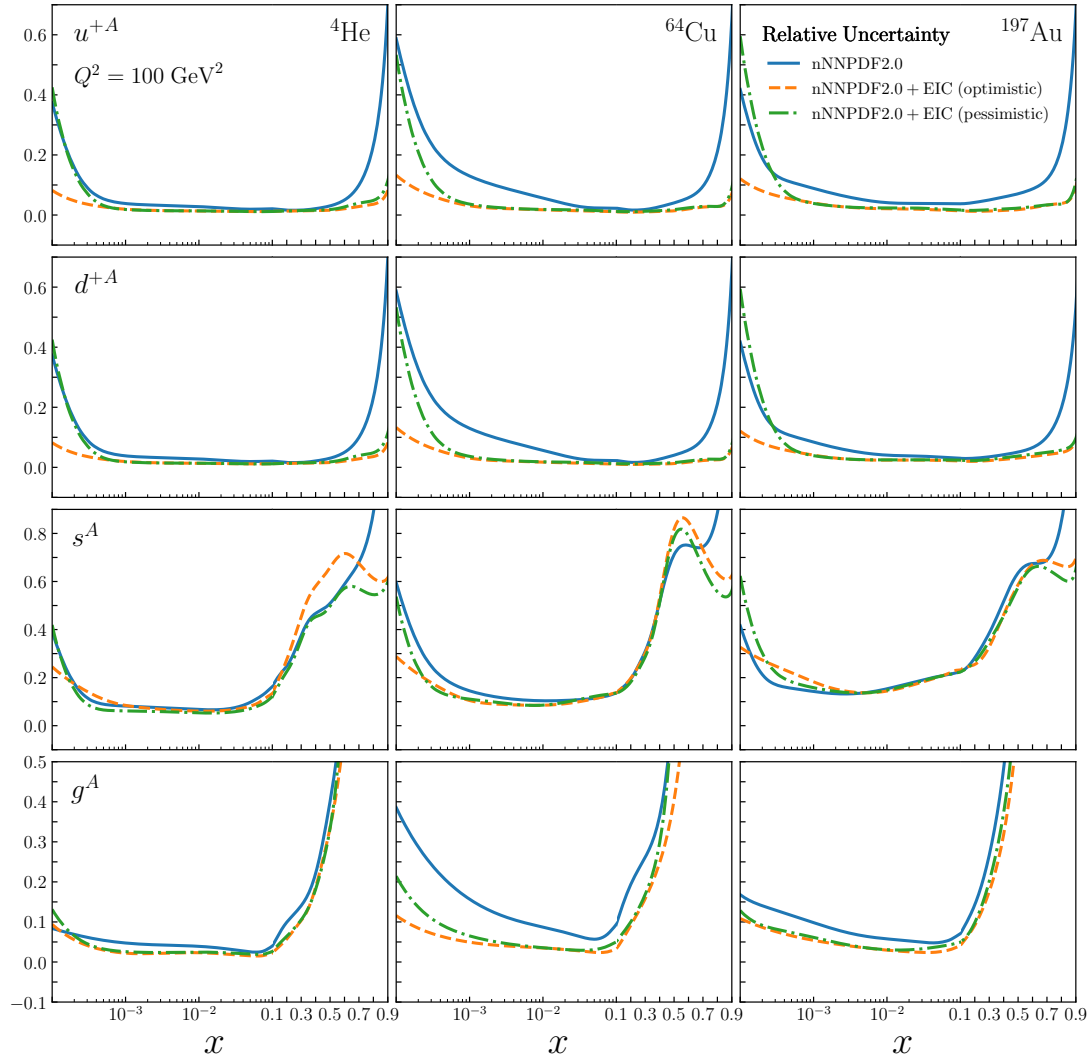 u^{+A} ^4He ^{64}Cu Relative Uncertainty ^{197}Au
Q^2 = 100 GeV^2
nNNPDF2.0
nNNPDF2.0 + EIC (optimistic)
nNNPDF2.0 + EIC (pessimistic)
0.6
0.4
0.2
0.0
d^{+A}
0.6
0.4
0.2
0.0
s^A
0.8
0.6
0.4
0.2
0.0
g^A
0.5
0.4
0.3
0.2
0.1
0.0
−0.1
10^{−3} 10^{−2} 0.1 0.3 0.5 0.7 0.9 10^{−3} 10^{−2} 0.1 0.3 0.5 0.7 0.9 10^{−3} 10^{−2} 0.1 0.3 0.5 0.7 0.9
x x x